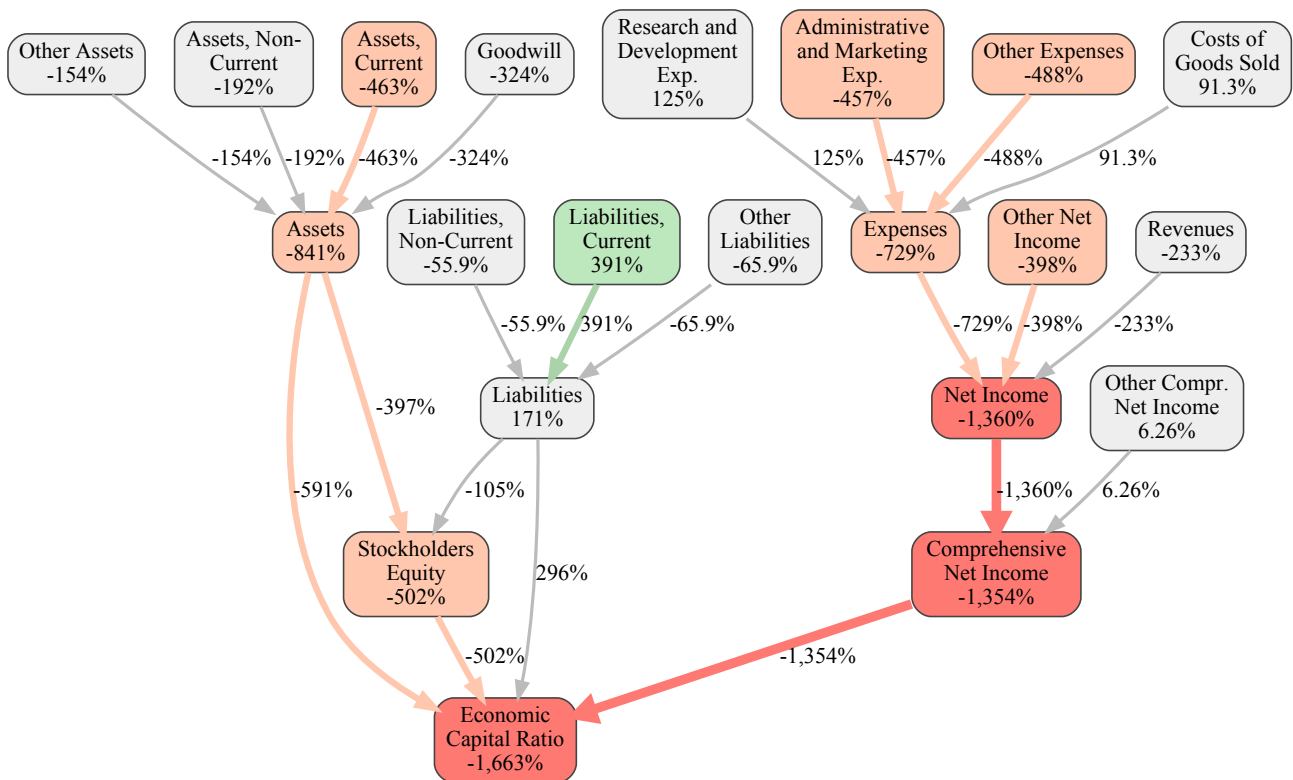 Other Assets
-154%
Assets, Non-
Current
-192%
Assets,
Current
-463%
Goodwill
-324%
Research and
Development
Exp.
125%
Administrative
and Marketing
Exp.
-457%
Other Expenses
-488%
Costs of
Goods Sold
91.3%
-154%
-192%
-463%
-324%
125%
-457%
-488%
91.3%
Assets
-841%
Liabilities,
Non-Current
-55.9%
Liabilities,
Current
391%
Other
Liabilities
-65.9%
Expenses
-729%
Other Net
Income
-398%
Revenues
-233%
-55.9%
391%
-65.9%
-729%
-398%
-233%
-397%
Liabilities
171%
Net Income
-1,360%
Other Compr.
Net Income
6.26%
-591%
-105%
-1,360%
6.26%
Stockholders
Equity
-502%
296%
Comprehensive
Net Income
-1,354%
-502%
-1,354%
Economic
Capital Ratio
-1,663%